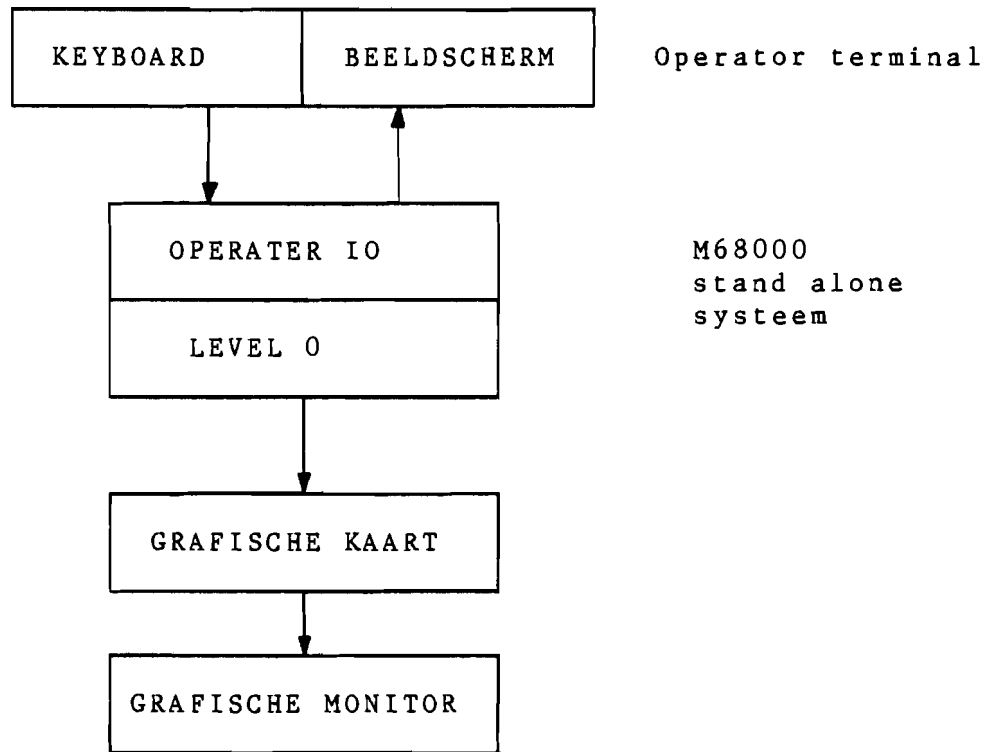 KEYBOARD BEELDSCHERM Operator terminal
OPERATER IO
LEVEL 0
M68000
stand alone
systeem
GRAFISCHE KAART
GRAFISCHE MONITOR